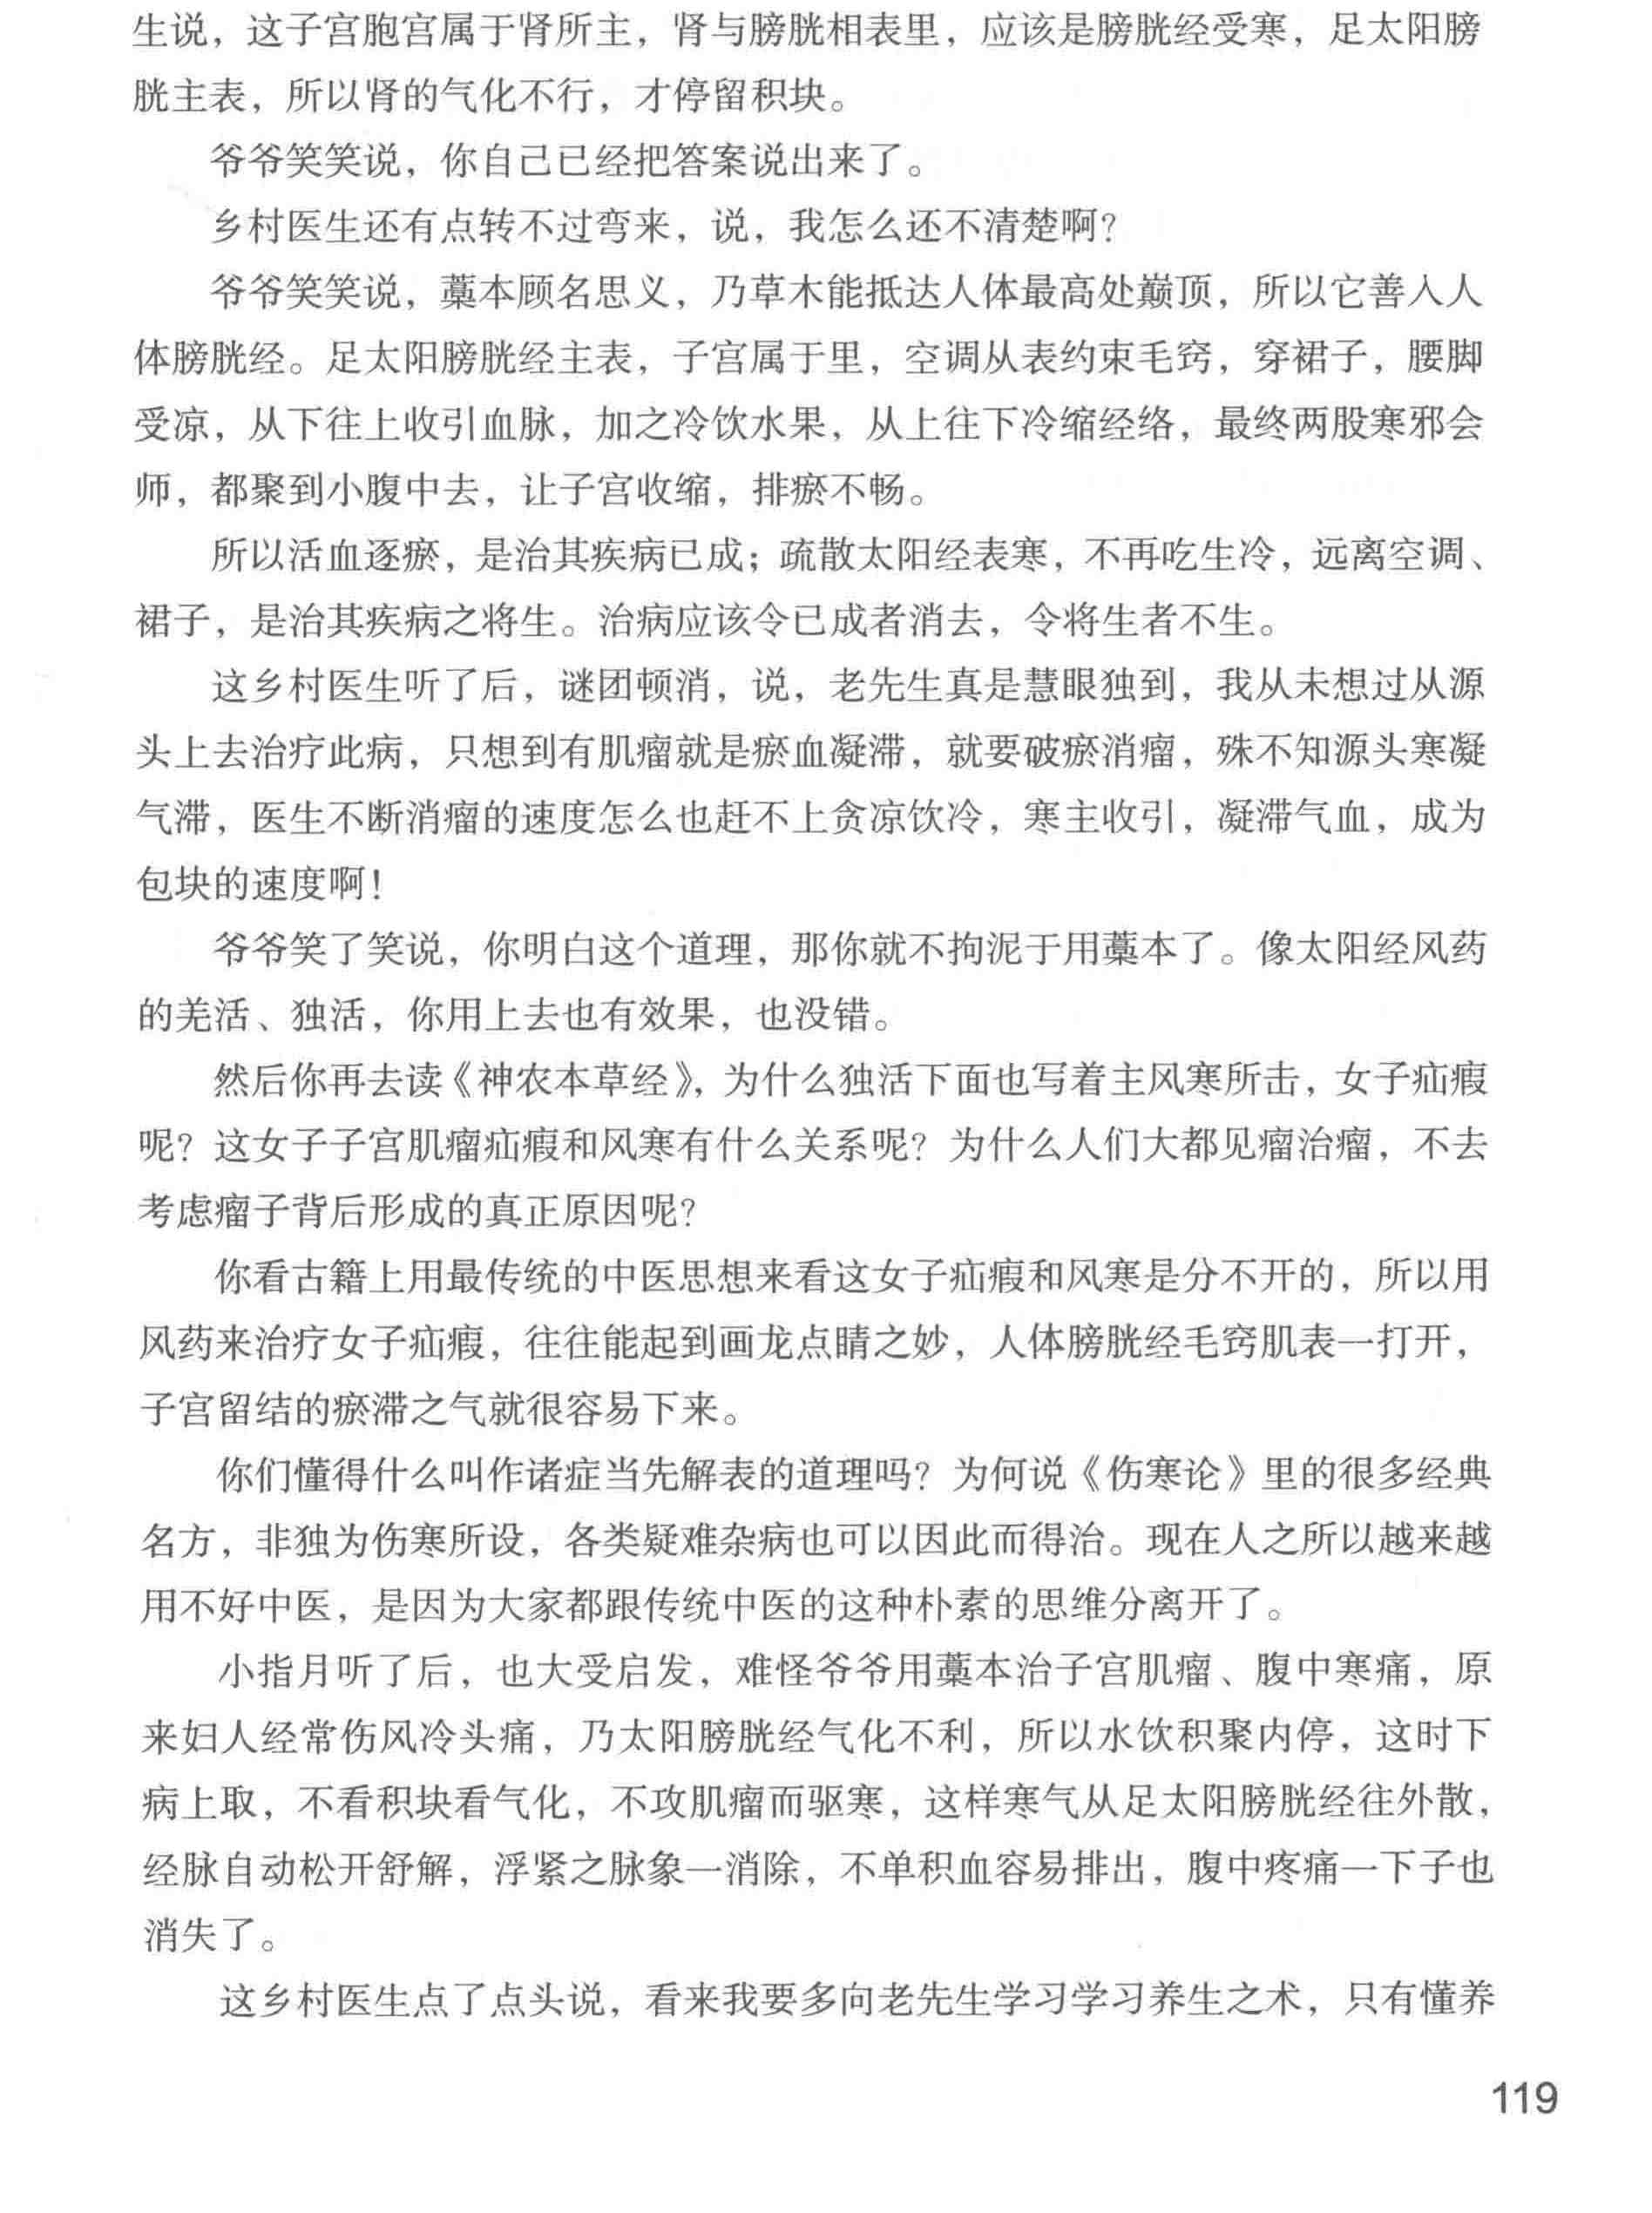 生说，这子宫胞宫属于肾所主，肾与膀胱相表里，应该是膀胱经受寒，足太阳膀
胱主表，所以肾的气化不行，才停留积块。
爷爷笑笑说，你自己已经把答案说出来了。
乡村医生还有点转不过弯来，说，我怎么还不清楚啊？
爷爷笑笑说，藁本顾名思义，乃草木能抵达人体最高处巅顶，所以它善入人
体膀胱经。足太阳膀胱经主表，子宫属于里，空调从表约束毛窍，穿裙子，腰脚
受凉，从下往上收引血脉，加之冷饮水果，从上往下冷缩经络，最终两股寒邪会
师，都聚到小腹中去，让子宫收缩，排瘀不畅。
所以活血逐瘀，是治其疾病已成；疏散太阳经表寒，不再吃生冷，远离空调、
裙子，是治其疾病之将生。治病应该令已成者消去，令将生者不生。
这乡村医生听了后，谜团顿消，说，老先生真是慧眼独到，我从未想过从源
头上去治疗此病，只想到有肌瘤就是瘀血凝滞，就要破瘀消瘤，殊不知源头寒凝
气滞，医生不断消瘤的速度怎么也赶不上贪凉饮冷，寒主收引，凝滞气血，成为
包块的速度啊！
爷爷笑了笑说，你明白这个道理，那你就不拘泥于用藁本了。像太阳经风药
的羌活、独活，你用上去也有效果，也没错。
然后你再去读《神农本草经》，为什么独活下面也写着主风寒所击，女子疝瘕
呢？这女子子宫肌瘤疝瘕和风寒有什么关系呢？为什么人们大都见瘤治瘤，不去
考虑瘤子背后形成的真正原因呢？
你看古籍上用最传统的中医思想来看这女子疝瘕和风寒是分不开的，所以用
风药来治疗女子疝瘕，往往能起到画龙点睛之妙，人体膀胱经毛窍肌表一打开，
子宫留结的瘀滞之气就很容易下来。
你们懂得什么叫作诸症当先解表的道理吗？为何说《伤寒论》里的很多经典
名方，非独为伤寒所设，各类疑难杂病也可以因此而得治。现在人之所以越来越
用不好中医，是因为大家都跟传统中医的这种朴素的思维分离开了。
小指月听了后，也大受启发，难怪爷爷用藁本治子宫肌瘤、腹中寒痛，原
来妇人经常伤风冷头痛，乃太阳膀胱经气化不利，所以水饮积聚内停，这时下
病上取，不看积块看气化，不攻肌瘤而驱寒，这样寒气从足太阳膀胱经往外散，
经脉自动松开舒解，浮紧之脉象一消除，不单积血容易排出，腹中疼痛一下子也
消失了。
这乡村医生点了点头说，看来我要多向老先生学习学习养生之术，只有懂养
119